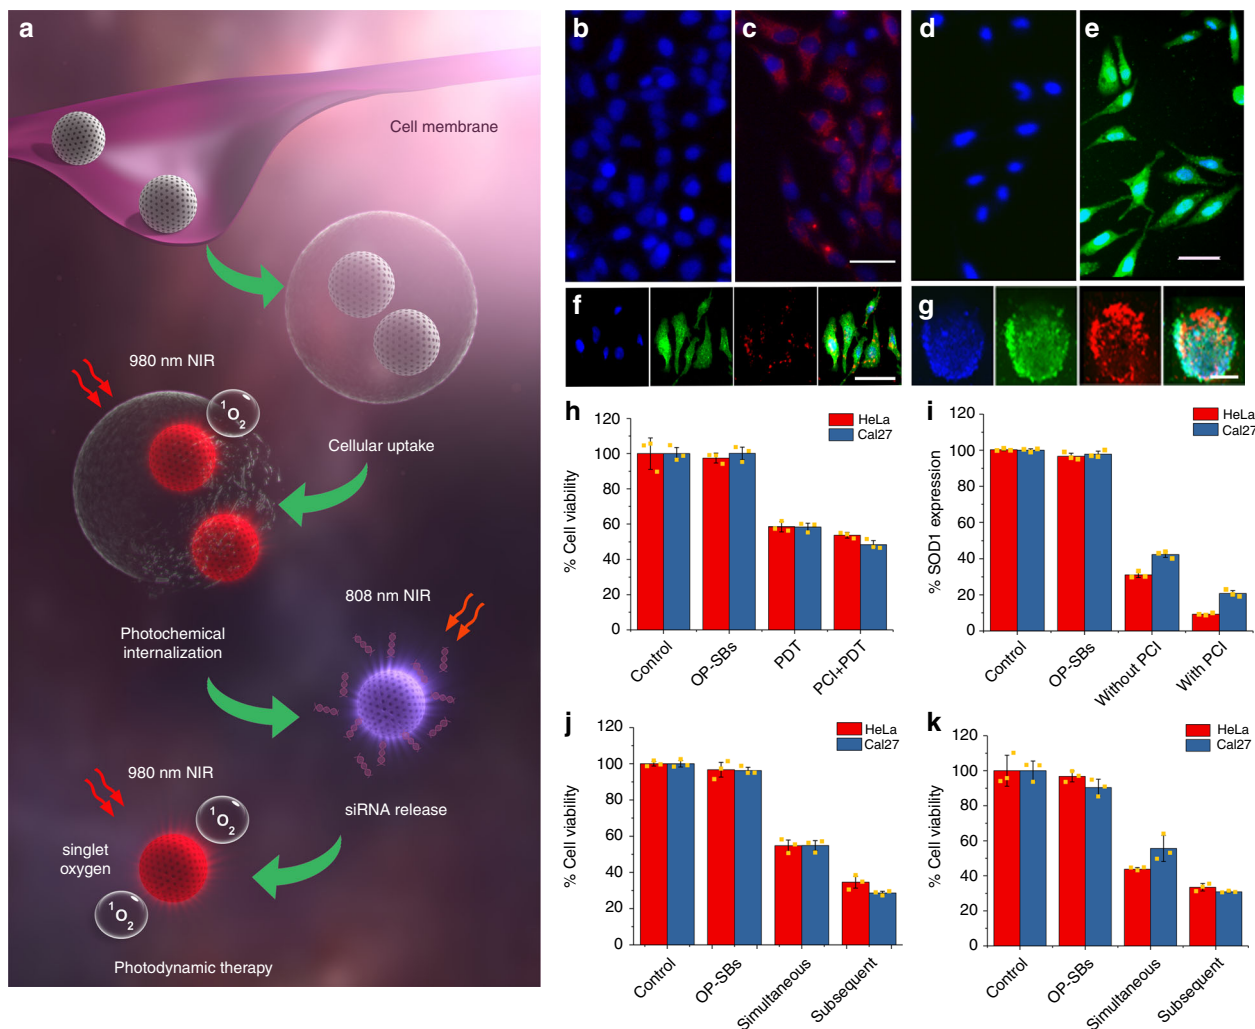 a
Cell membrane
980 nm NIR
¹O₂
Cellular uptake
808 nm NIR
Photochemical
internalization
980 nm NIR
¹O₂
siRNA release
singlet
oxygen
¹O₂
Photodynamic therapy
b
c
d
e
f
g
h
HeLa
Cal27
% Cell viability
120
100
80
60
40
20
0
Control
OP-SBs
PDT
PCI+PDT
i
HeLa
Cal27
% SOD1 expression
120
100
80
60
40
20
0
Control
OP-SBs
Without PCI
With PCI
j
HeLa
Cal27
% Cell viability
120
100
80
60
40
20
0
Control
OP-SBs
Simultaneous
Subsequent
k
HeLa
Cal27
% Cell viability
120
100
80
60
40
20
0
Control
OP-SBs
Simultaneous
Subsequent